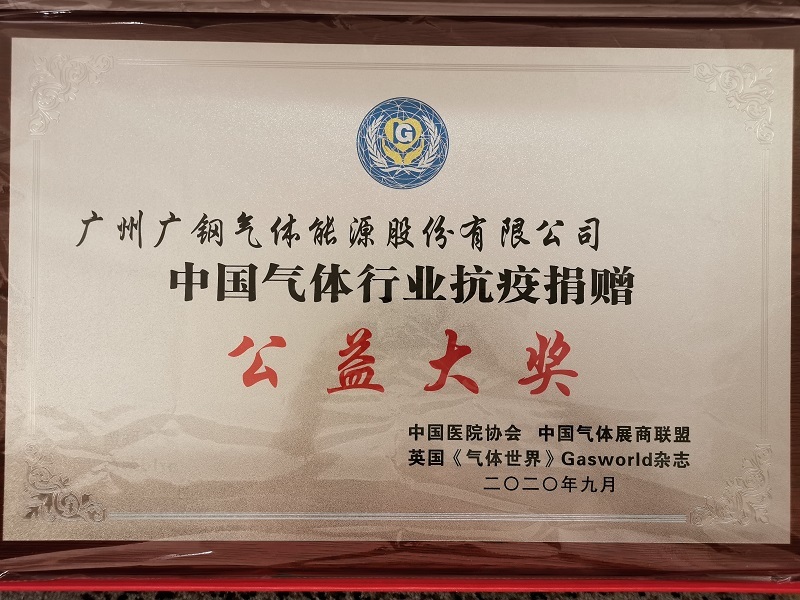 G
广州广钢气体能源股份有限公司
中国气体行业抗疫捐赠
公益大奖
中国医院协会 中国气体展商联盟
英国《气体世界》Gasworld杂志
二〇二〇年九月